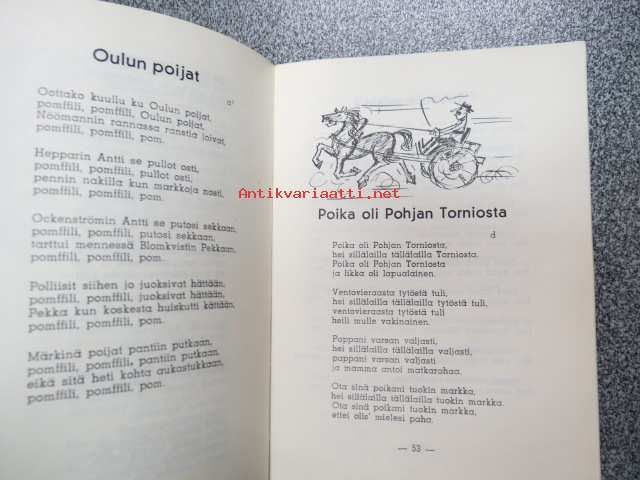 Oulun poijat
a¹
Oottako kuullu ku Oulun poijat,
pomffili, pomffili, Oulun poijat,
Nöömannin rannassa ranstia joivat,
pomffili, pomffili, pom.
Hepparin Antti se pullot osti,
pomffili, pomffili, pullot osti,
pennin nakilla kun markkoja nosti,
pomffili, pomffili, pom.
Ockenströmin Antti se putosi sekkaan,
pomffili, pomffili, putosi sekkaan,
tarttui mennessä Blomkvistin Pekkaan,
pomffili, pomffili, pom.
Polliisit siihen jo juoksivat hättään,
pomffili, pomffili, juoksivat hättään,
Pekka kun koskesta huiskutti kättään,
pomffili, pomffili, pom.
Märkinä poijat pantiin putkaan,
pomffili, pomffili, pantiin putkaan,
eikä sitä heti kohta aukastukkaan,
pomffili, pomffili, pom.
Antikvariaatti.net
Poika oli Pohjan Torniosta
d
Poika oli Pohjan Torniosta,
hei sillälailla tällälailla Torniosta.
Poika oli Pohjan Torniosta
ja likka oli lapualainen.
Ventovieraasta tytöstä tuli,
hei sillälailla tällälailla tytöstä tuli,
ventovieraasta tytöstä tuli
heili mulle vakinainen.
Pappani varsan valjasti,
hei sillälailla tällälailla valjasti,
pappani varsan valjasti
ja mamma antoi matkarahaa.
Ota sinä poikani tuokin markka,
hei sillälailla tällälailla tuokin markka.
Ota sinä poikani tuokin markka,
ettei olis' mielesi paha.
— 53 —